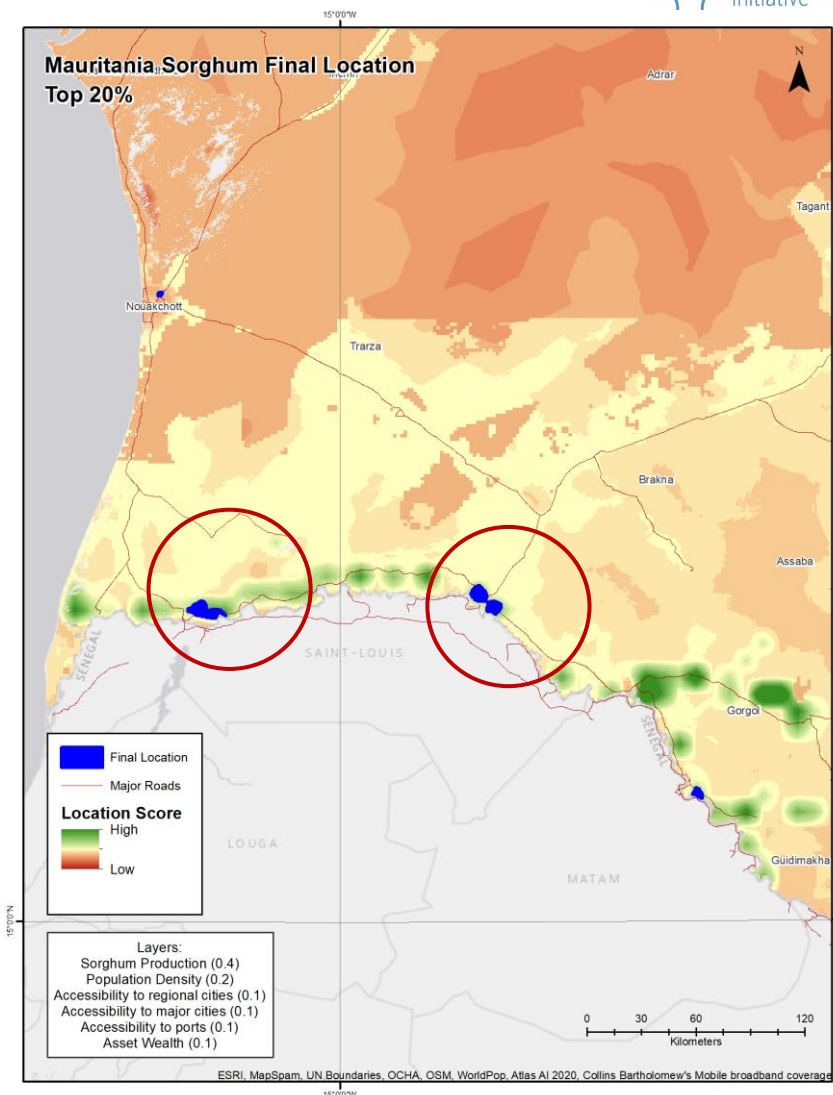 initiative
15°0'0"W
Mauritania Sorghum Final Location
Top 20%
N
Adrar
Tagant
Nouakchott
Trarza
Brakna
Assaba
SENEGAL
SAINT-LOUIS
Gorgol
SENEGAL
Final Location
Major Roads
Location Score
High
Low
LOUGA
MATAM
Guidimakha
15°0'0"N
15°0'0"N
Layers:
Sorghum Production (0.4)
Population Density (0.2)
Accessibility to regional cities (0.1)
Accessibility to major cities (0.1)
Accessibility to ports (0.1)
Asset Wealth (0.1)
0 30 60 120
Kilometers
ESRI, MapSpam, UN Boundaries, OCHA, OSM, WorldPop, Atlas AI 2020, Collins Bartholomew's Mobile broadband coverage
15°0'0"W